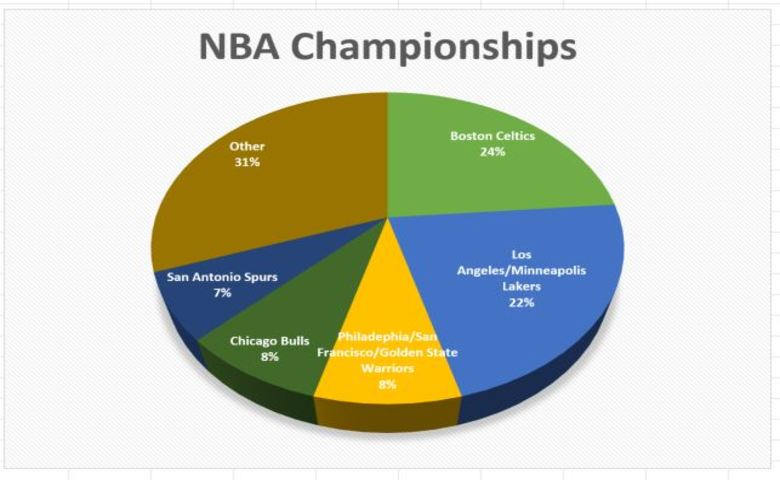 NBA Championships
Boston Celtics
24%
Los
Angeles/Minneapolis
Lakers
22%
Philadephia/San
Francisco/Golden State
Warriors
8%
Chicago Bulls
8%
San Antonio Spurs
7%
Other
31%